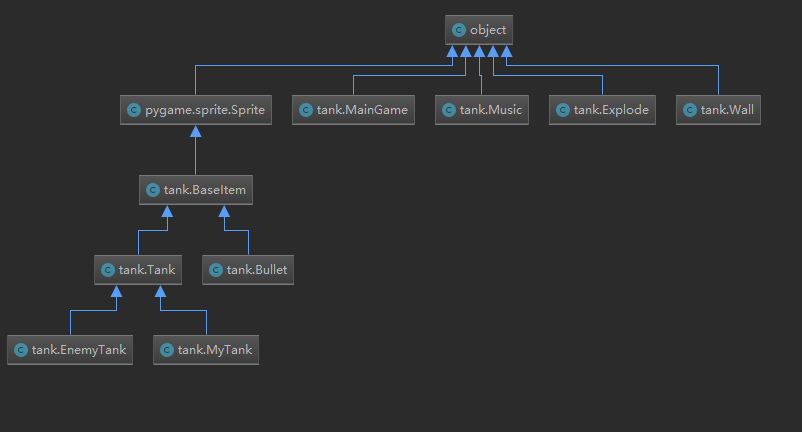 C object
C pygame.sprite.Sprite
C tank.MainGame
C tank.Music
C tank.Explode
C tank.Wall
C tank.BaseItem
C tank.Tank
C tank.Bullet
C tank.EnemyTank
C tank.MyTank